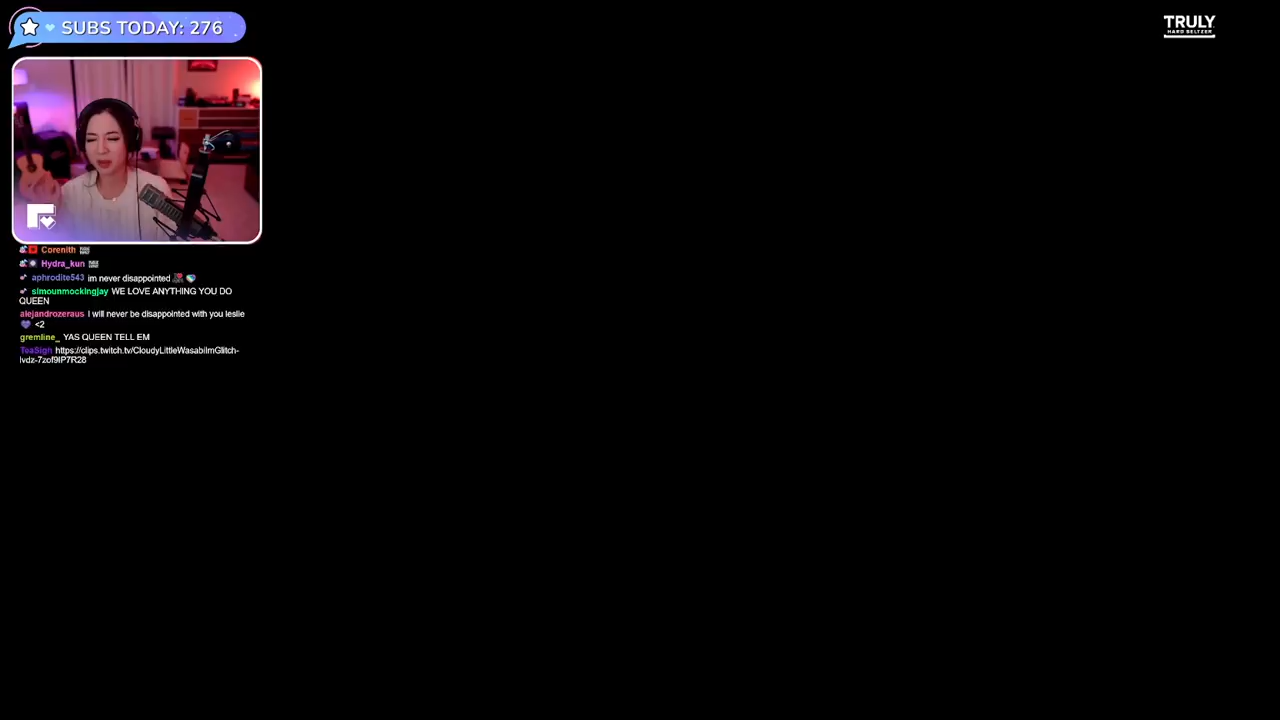 SUBS TODAY: 276
TRULY
HARD SELTZER
Corenith
Hydra_kun
aphrodite543 im never disappointed
simounmockingjay WE LOVE ANYTHING YOU DO
QUEEN
alejandrozeraus I will never be disappointed with you leslie
<2
gremline_ YAS QUEEN TELL EM
TeaSigh https://clips.twitch.tv/CloudyLittleWasabiImGlitch-
lvdz-7zof9IP7R28